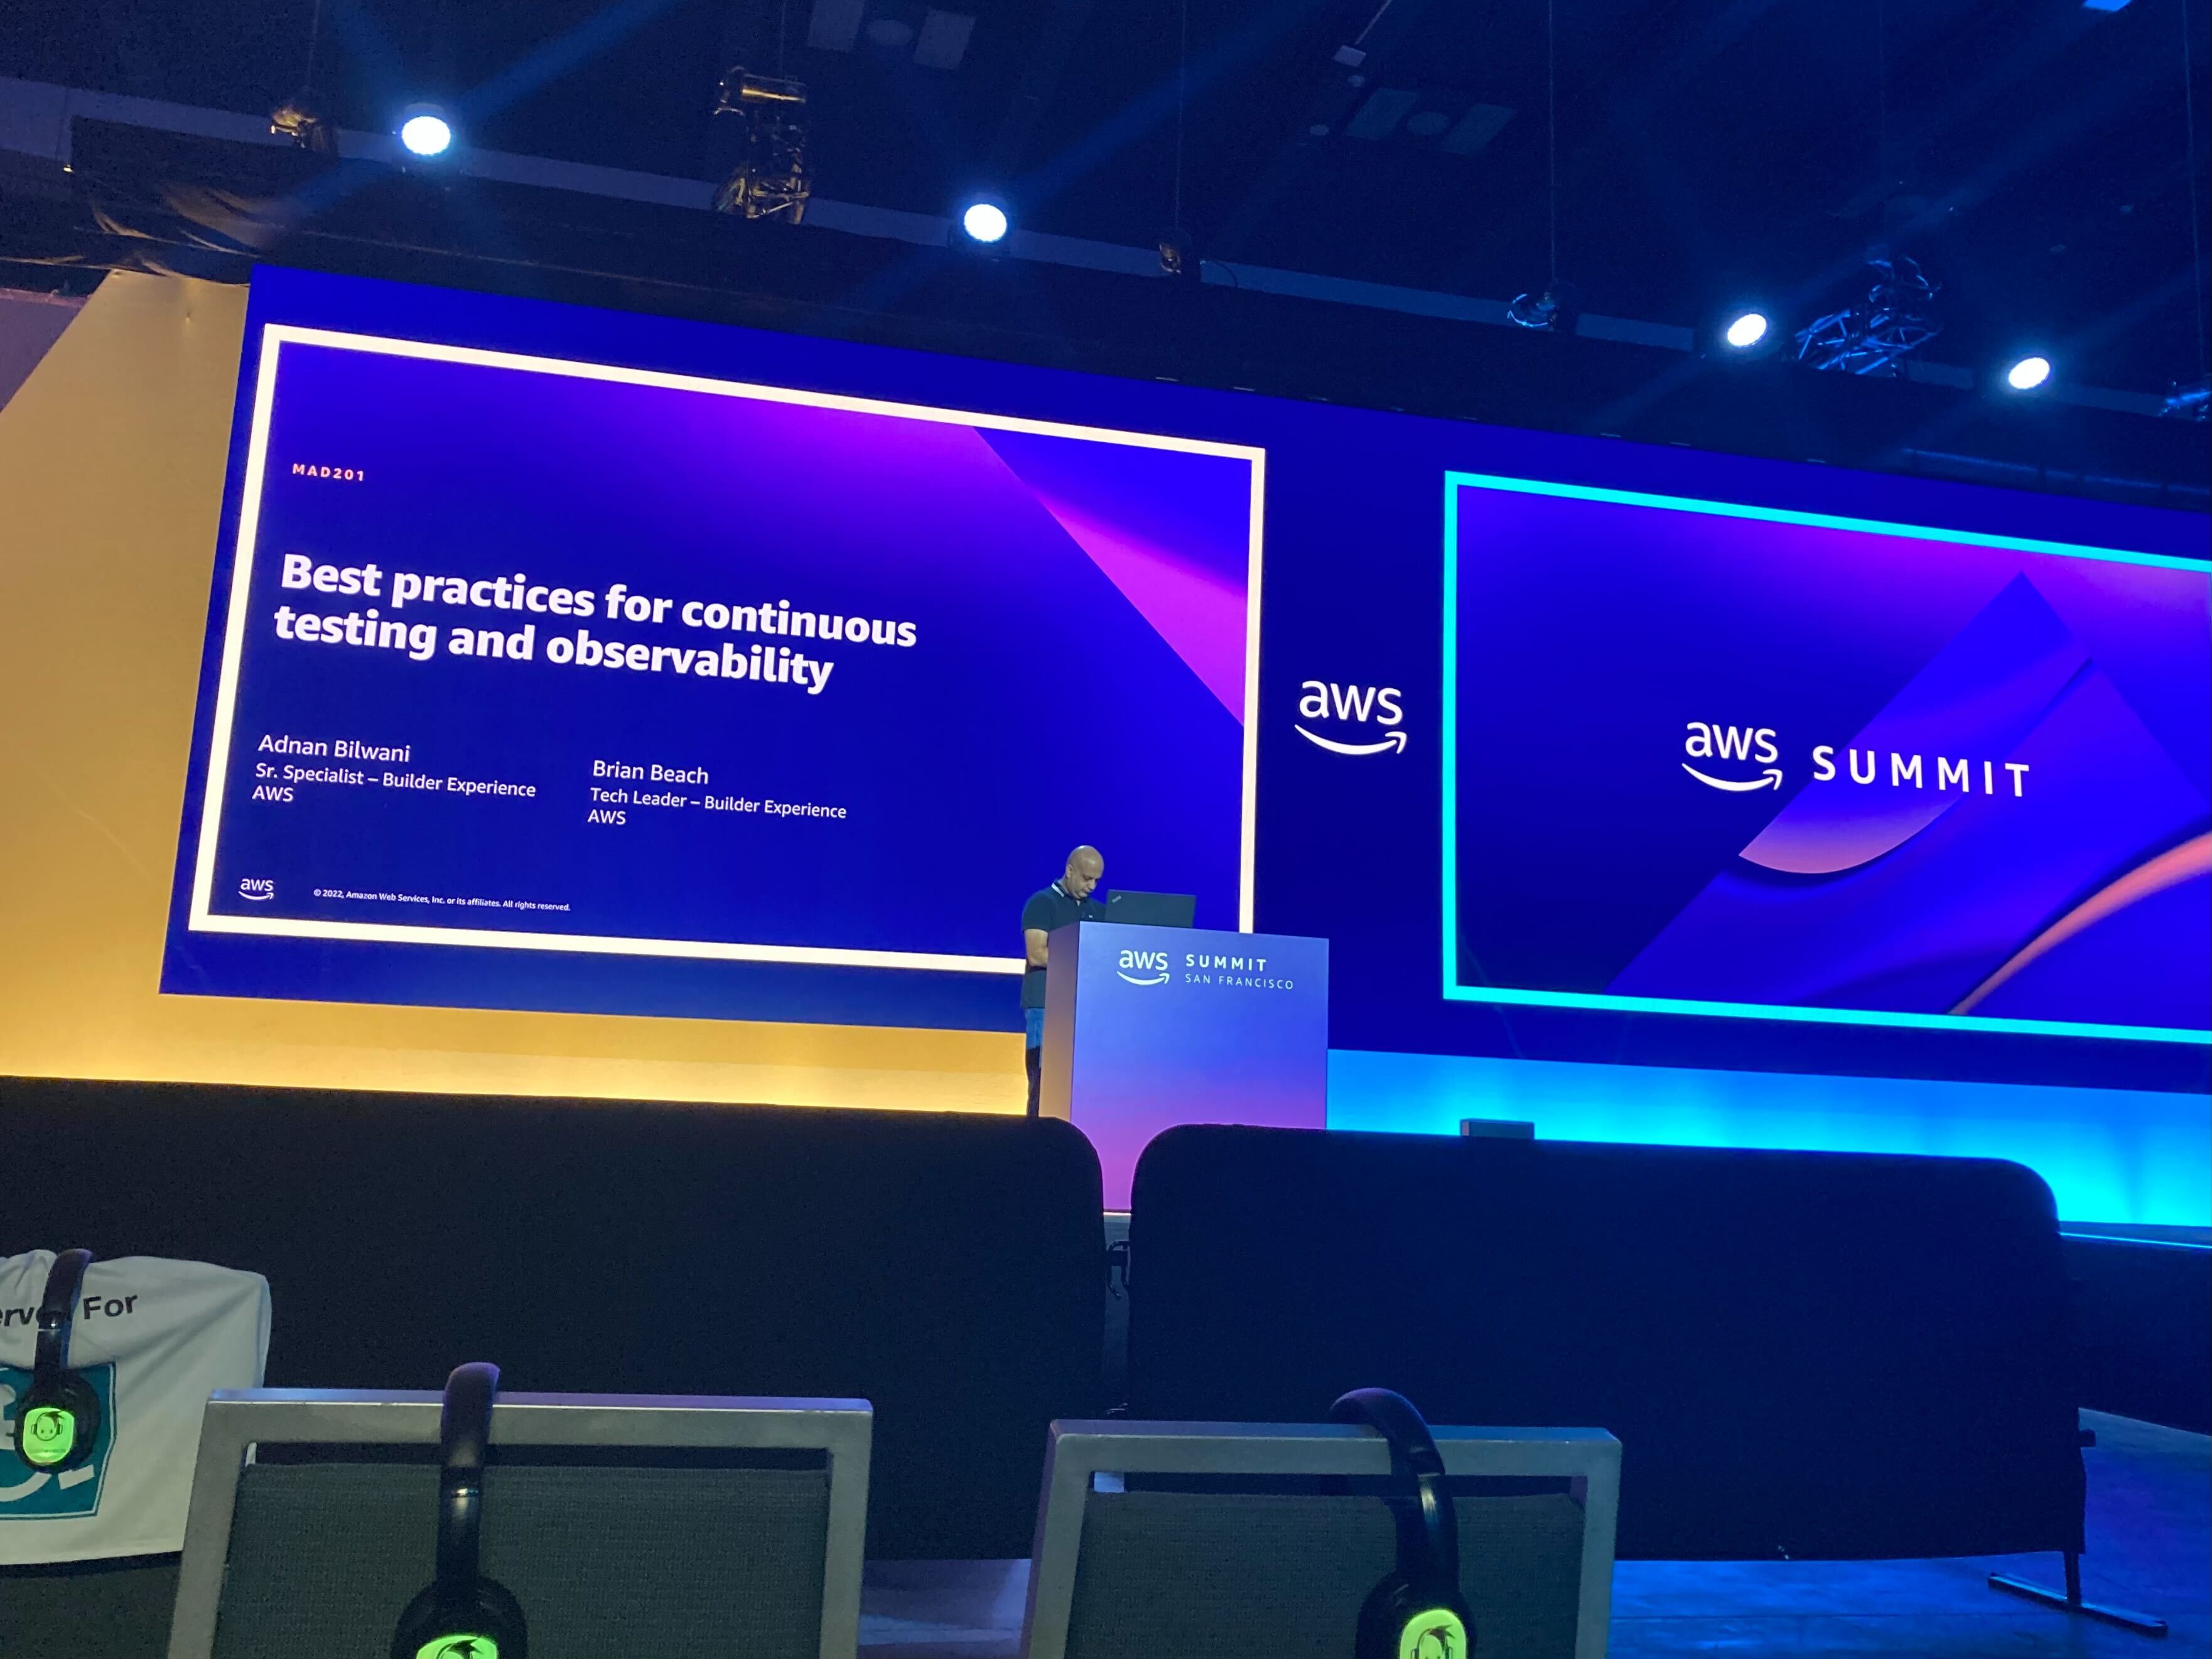 MAD201
Best practices for continuous
testing and observability
Adnan Bilwani
Sr. Specialist – Builder Experience
AWS
Brian Beach
Tech Leader – Builder Experience
AWS
aws
© 2022, Amazon Web Services, Inc. or its affiliates. All rights reserved.
aws
aws SUMMIT
aws SUMMIT
SAN FRANCISCO
For